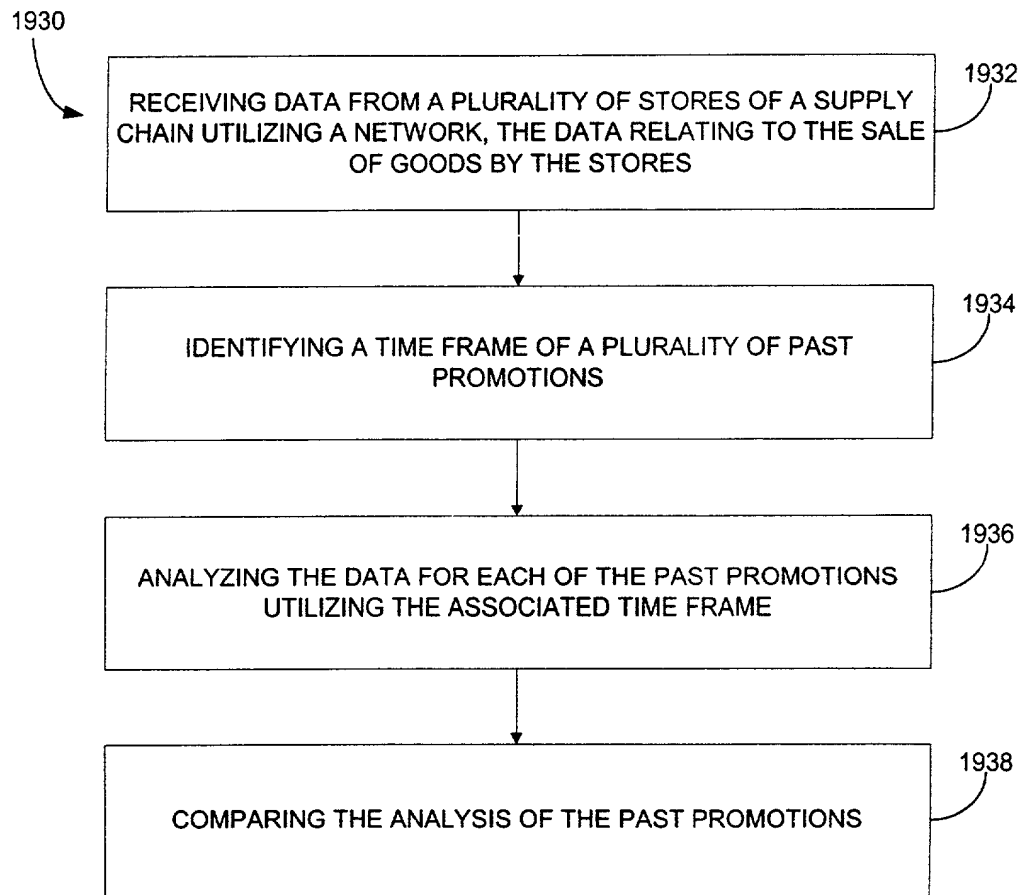 1930
1932
RECEIVING DATA FROM A PLURALITY OF STORES OF A SUPPLY
CHAIN UTILIZING A NETWORK, THE DATA RELATING TO THE SALE
OF GOODS BY THE STORES
1934
IDENTIFYING A TIME FRAME OF A PLURALITY OF PAST
PROMOTIONS
1936
ANALYZING THE DATA FOR EACH OF THE PAST PROMOTIONS
UTILIZING THE ASSOCIATED TIME FRAME
1938
COMPARING THE ANALYSIS OF THE PAST PROMOTIONS